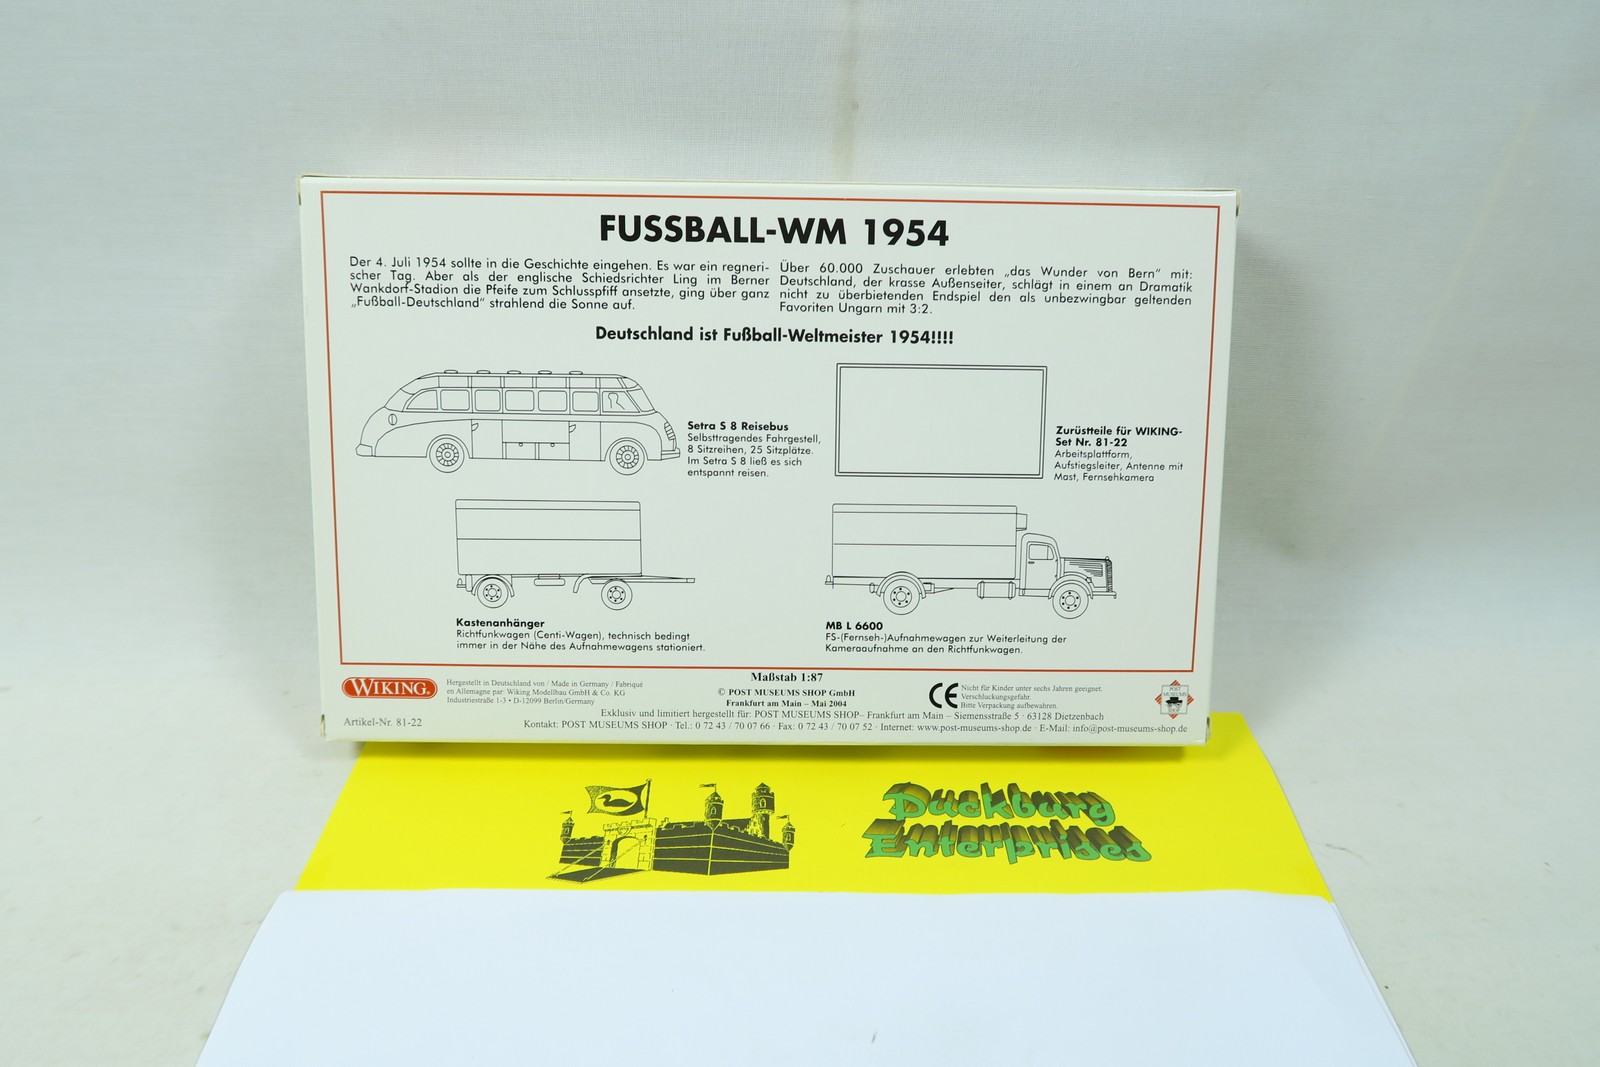 FUSSBALL-WM 1954
Der 4. Juli 1954 sollte in die Geschichte eingehen. Es war ein regneri-
scher Tag. Aber als der englische Schiedsrichter Ling im Berner
Wankdorf-Stadion die Pfeife zum Schlusspfiff ansetzte, ging über ganz
„Fußball-Deutschland" strahlend die Sonne auf.
Über 60.000 Zuschauer erlebten „das Wunder von Bern" mit:
Deutschland, der krasse Außenseiter, schlägt in einem an Dramatik
nicht zu überbietenden Endspiel den als unbezwingbar geltenden
Favoriten Ungarn mit 3:2.
Deutschland ist Fußball-Weltmeister 1954!!!!
Setra S 8 Reisebus
Selbsttragendes Fahrgestell,
8 Sitzreihen, 25 Sitzplätze.
Im Setra S 8 ließ es sich
entspannt reisen.
Zurüstteile für WIKING-
Set Nr. 81-22
Arbeitsplattform,
Aufstiegsleiter, Antenne mit
Mast, Fernsehkamera
Kastenanhänger
Richtfunkwagen (Centi-Wagen), technisch bedingt
immer in der Nähe des Aufnahmewagens stationiert.
MB L 6600
FS-(Fernseh-)Aufnahmewagen zur Weiterleitung der
Kameraaufnahme an den Richtfunkwagen.
WIKING
Hergestellt in Deutschland von / Made in Germany / Fabriqué
en Allemagne par: Wiking Modellbau GmbH & Co. KG
Industriestraße 1-3 • D-12099 Berlin/Germany
Artikel-Nr. 81-22
Maßstab 1:87
© POST MUSEUMS SHOP GmbH
Frankfurt am Main – Mai 2004
Exklusiv und limitiert hergestellt für: POST MUSEUMS SHOP– Frankfurt am Main – Siemensstraße 5 · 63128 Dietzenbach
Kontakt: POST MUSEUMS SHOP · Tel.: 0 72 43 / 70 07 66 · Fax: 0 72 43 / 70 07 52 · Internet: www.post-museums-shop.de · E-Mail: info@post-museums-shop.de
CE
Nicht für Kinder unter sechs Jahren geeignet.
Verschluckungsgefahr.
Bitte Verpackung aufbewahren.
POST
MUSEUMS
SHOP
Duckburg
Enterprises